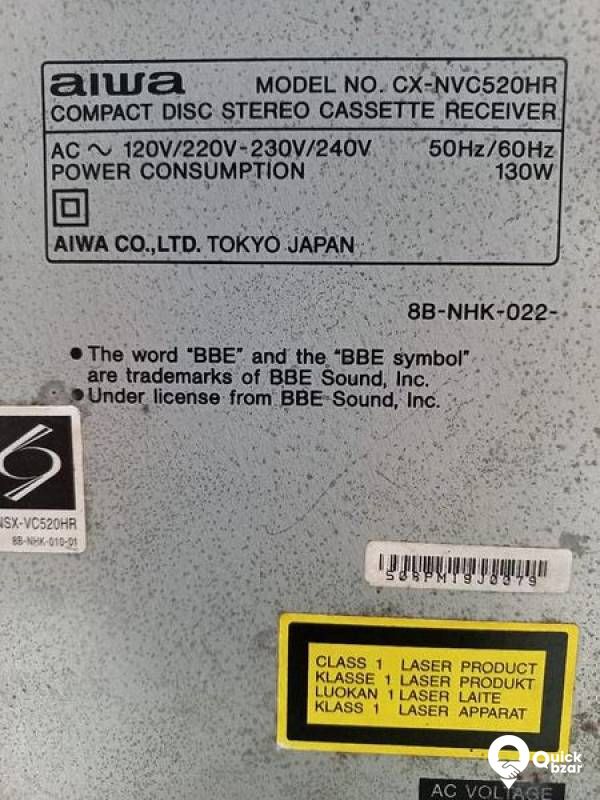 aiwa MODEL NO. CX-NVC520HR
COMPACT DISC STEREO CASSETTE RECEIVER
AC ∿ 120V/220V-230V/240V 50Hz/60Hz
POWER CONSUMPTION 130W
AIWA CO.,LTD. TOKYO JAPAN
8B-NHK-022-
● The word "BBE" and the "BBE symbol"
are trademarks of BBE Sound, Inc.
● Under license from BBE Sound, Inc.
NSX-VC520HR
8B-NHK-010-01
S08PM19J0379
CLASS 1 LASER PRODUCT
KLASSE 1 LASER PRODUKT
LUOKAN 1 LASER LAITE
KLASS 1 LASER APPARAT
Quick
bzar
AC VOLTAGE